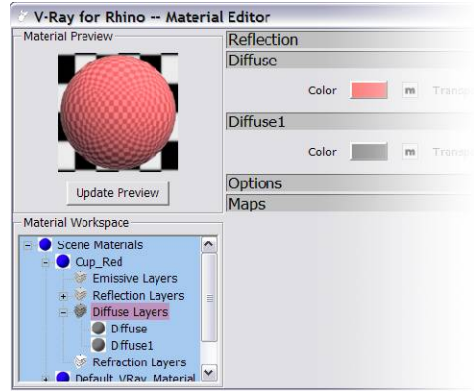 V-Ray for Rhino -- Material Editor
Material Preview
Update Preview
Material Workspace
Scene Materials
Cup_Red
Emissive Layers
Reflection Layers
Diffuse Layers
Diffuse
Diffuse1
Refraction Layers
Default_VRay_Material
Reflection
Diffuse
Color m
Diffuse1
Color m
Options
Maps